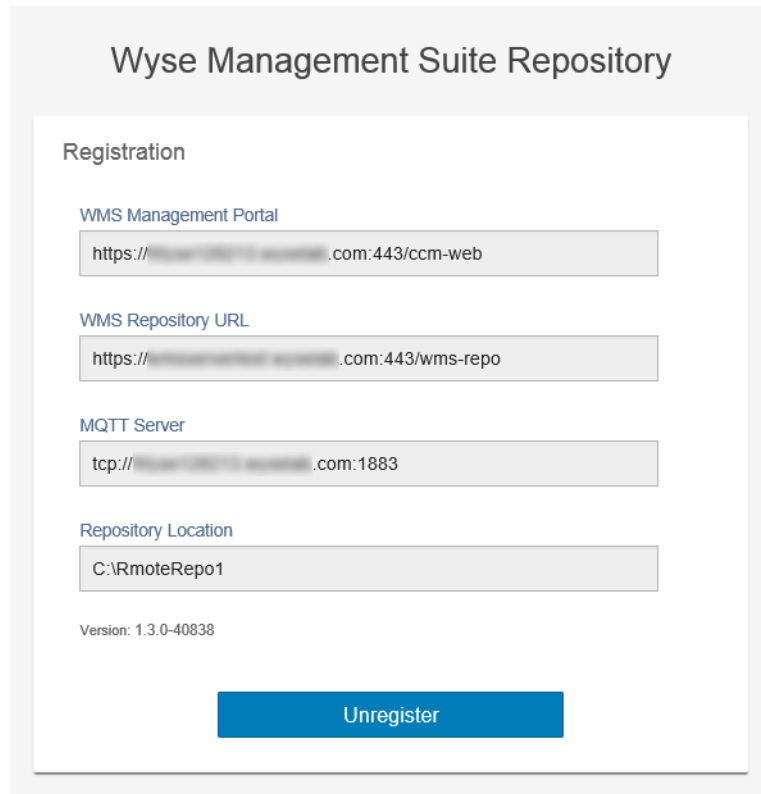 Wyse Management Suite Repository
Registration
WMS Management Portal
https:// .com:443/ccm-web
WMS Repository URL
https:// .com:443/wms-repo
MQTT Server
tcp:// .com:1883
Repository Location
C:\RmoteRepo1
Version: 1.3.0-40838
Unregister